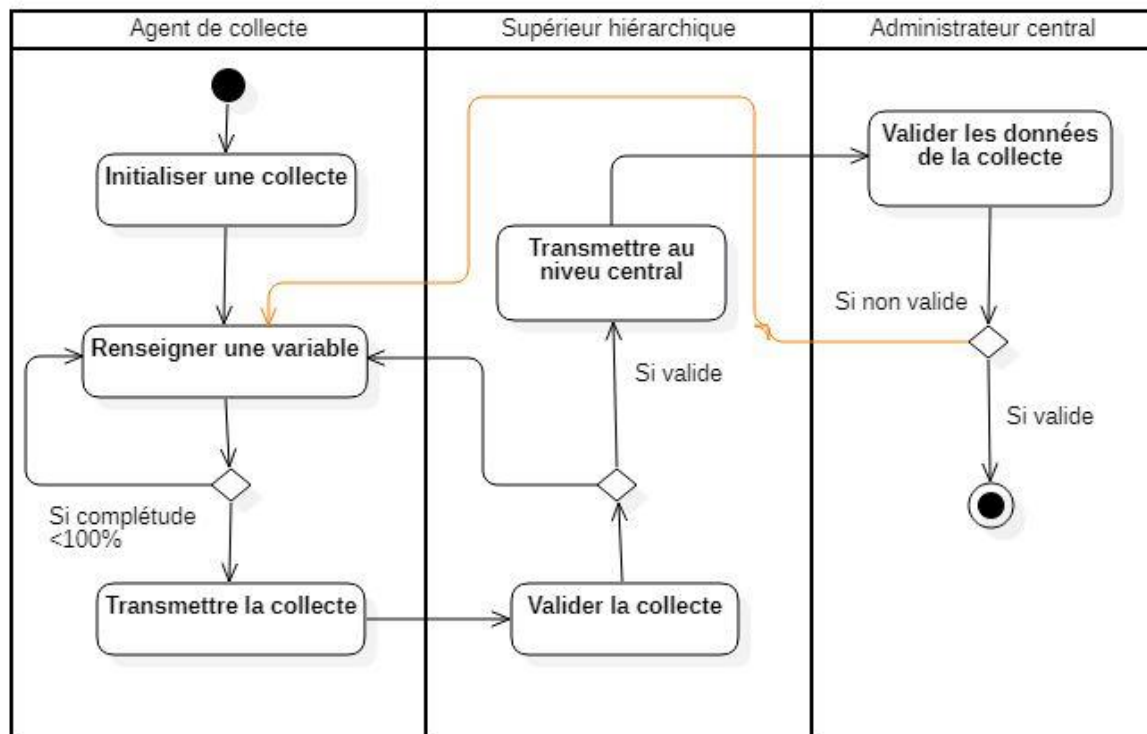 Agent de collecte
Supérieur hiérarchique
Administrateur central
Initialiser une collecte
Renseigner une variable
Si complétude
<100%
Transmettre la collecte
Valider la collecte
Si valide
Transmettre au
niveu central
Valider les données
de la collecte
Si non valide
Si valide